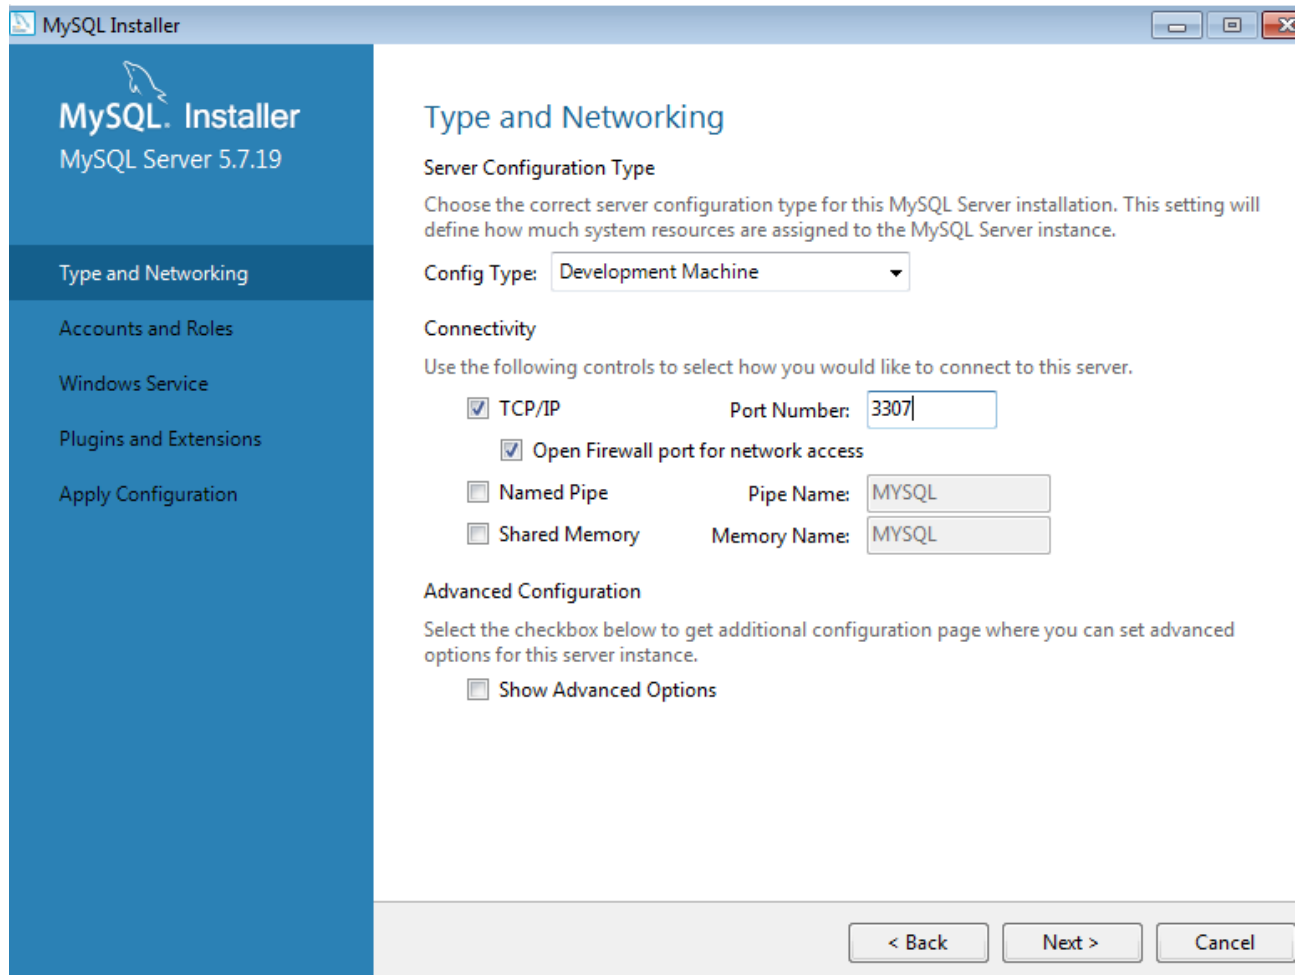 MySQL Installer
MySQL. Installer
MySQL Server 5.7.19
Type and Networking
Accounts and Roles
Windows Service
Plugins and Extensions
Apply Configuration
Type and Networking
Server Configuration Type
Choose the correct server configuration type for this MySQL Server installation. This setting will
define how much system resources are assigned to the MySQL Server instance.
Config Type: Development Machine
Connectivity
Use the following controls to select how you would like to connect to this server.
TCP/IP Port Number: 3307
Open Firewall port for network access
Named Pipe Pipe Name: MYSQL
Shared Memory Memory Name: MYSQL
Advanced Configuration
Select the checkbox below to get additional configuration page where you can set advanced
options for this server instance.
Show Advanced Options
< Back Next > Cancel